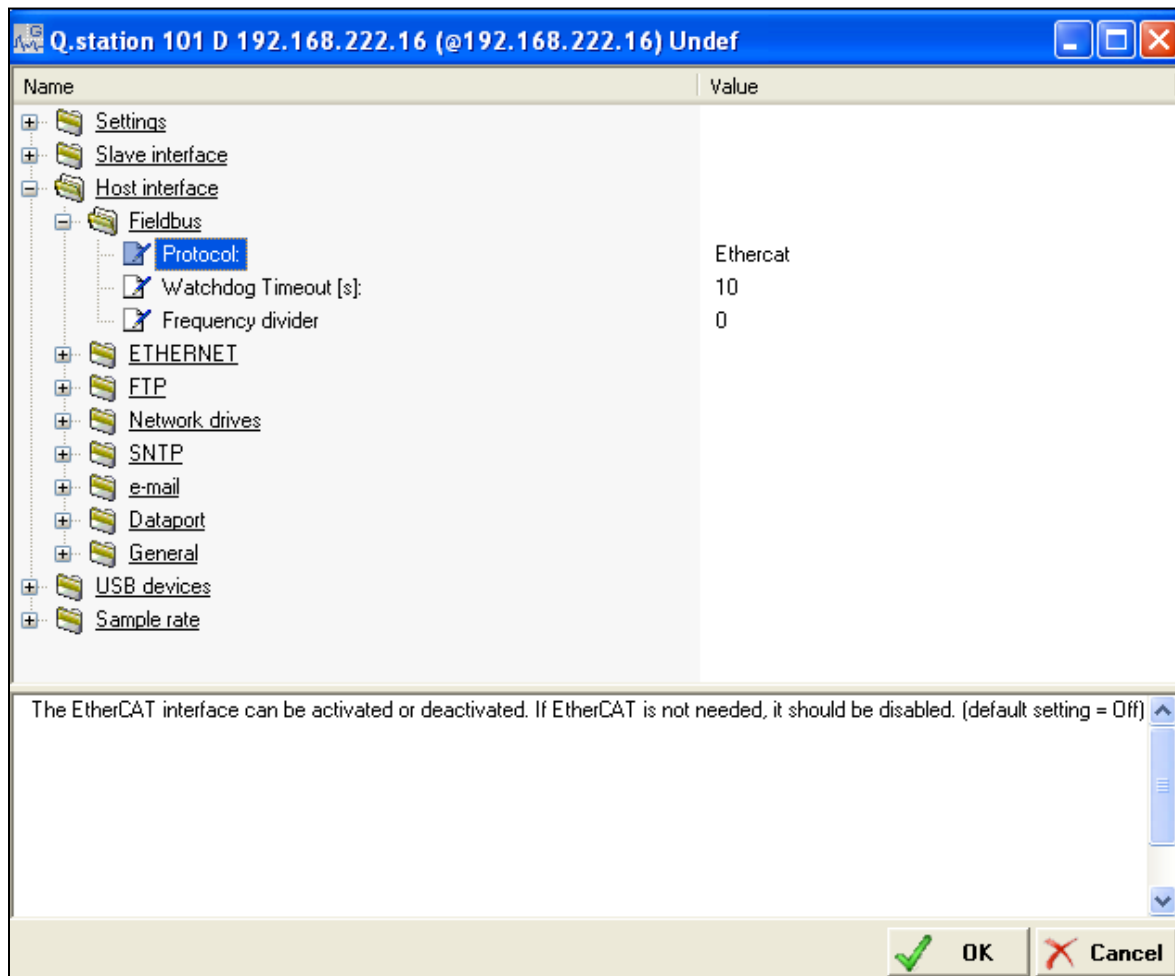 Q.station 101 D 192.168.222.16 (@192.168.222.16) Undef
Name Value
Settings
Slave interface
Host interface
Fieldbus
Protocol: Ethercat
Watchdog Timeout [s]: 10
Frequency divider 0
ETHERNET
FTP
Network drives
SNTP
e-mail
Dataport
General
USB devices
Sample rate
The EtherCAT interface can be activated or deactivated. If EtherCAT is not needed, it should be disabled. (default setting = Off)
OK Cancel